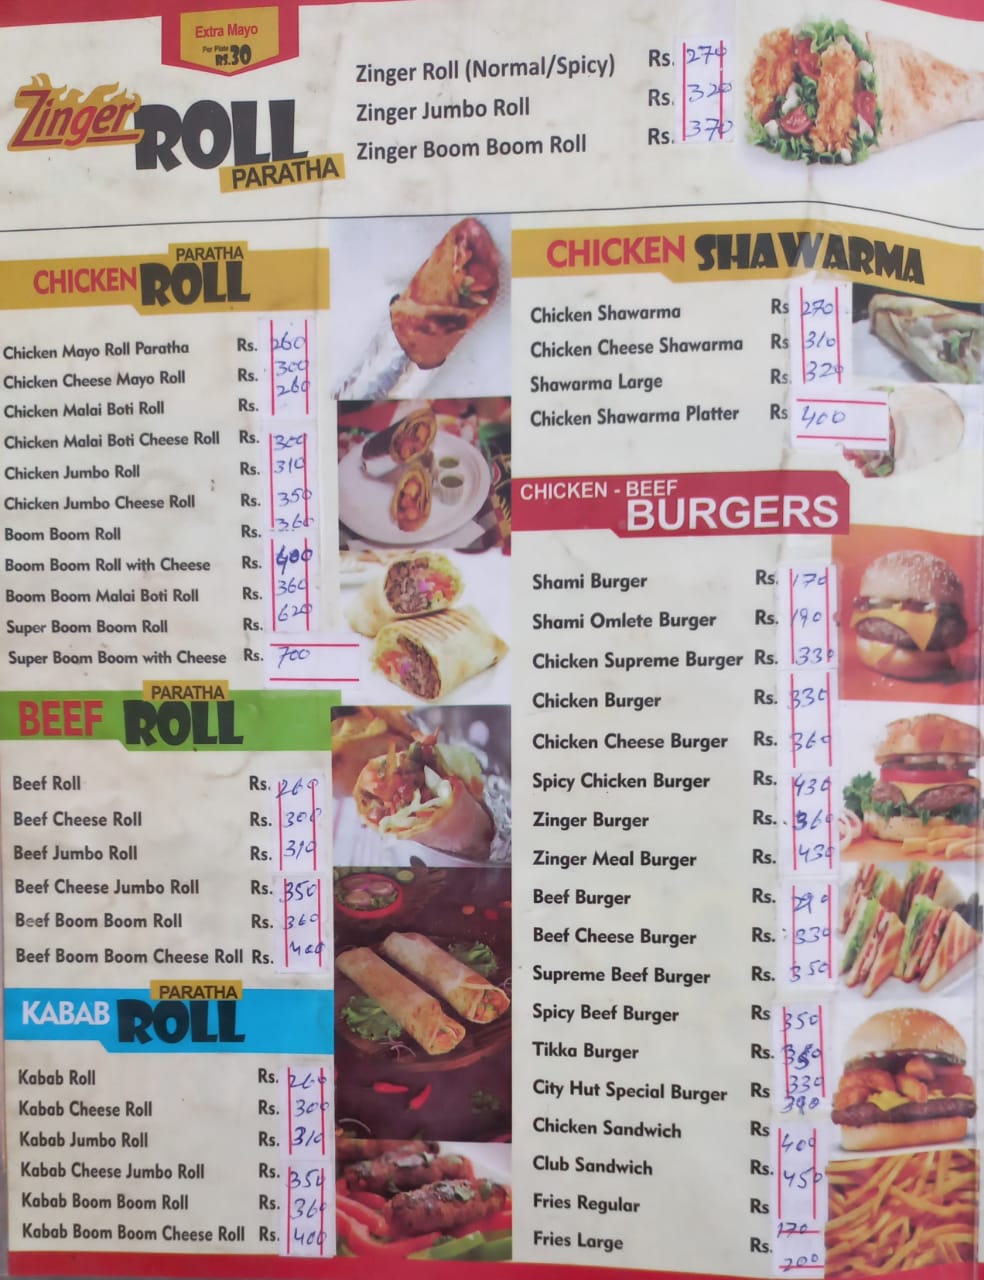 Extra Mayo
Per Plate
Rs.30
Zinger ROLL
PARATHA
Zinger Roll (Normal/Spicy) Rs. 270
Zinger Jumbo Roll Rs. 320
Zinger Boom Boom Roll Rs. 370
PARATHA
CHICKEN ROLL
Chicken Mayo Roll Paratha Rs. 260
Chicken Cheese Mayo Roll Rs. 300
Chicken Malai Boti Roll Rs. 260
Chicken Malai Boti Cheese Roll Rs. 300
Chicken Jumbo Roll Rs. 310
Chicken Jumbo Cheese Roll Rs. 350
Boom Boom Roll Rs. 360
Boom Boom Roll with Cheese Rs. 400
Boom Boom Malai Boti Roll Rs. 360
Super Boom Boom Roll Rs. 620
Super Boom Boom with Cheese Rs. 700
PARATHA
BEEF ROLL
Beef Roll Rs. 260
Beef Cheese Roll Rs. 300
Beef Jumbo Roll Rs. 310
Beef Cheese Jumbo Roll Rs. 350
Beef Boom Boom Roll Rs. 360
Beef Boom Boom Cheese Roll Rs. 400
PARATHA
KABAB ROLL
Kabab Roll Rs. 260
Kabab Cheese Roll Rs. 300
Kabab Jumbo Roll Rs. 310
Kabab Cheese Jumbo Roll Rs. 350
Kabab Boom Boom Roll Rs. 360
Kabab Boom Boom Cheese Roll Rs. 400
CHICKEN SHAWARMA
Chicken Shawarma Rs 270
Chicken Cheese Shawarma Rs 310
Shawarma Large Rs. 320
Chicken Shawarma Platter Rs 400
CHICKEN - BEEF
BURGERS
Shami Burger Rs. 170
Shami Omlete Burger Rs. 190
Chicken Supreme Burger Rs. 330
Chicken Burger Rs. 330
Chicken Cheese Burger Rs. 360
Spicy Chicken Burger Rs. 430
Zinger Burger Rs. 360
Zinger Meal Burger Rs. 430
Beef Burger Rs. 290
Beef Cheese Burger Rs. 330
Supreme Beef Burger Rs. 350
Spicy Beef Burger Rs 350
Tikka Burger Rs.
City Hut Special Burger Rs 330
390
Chicken Sandwich Rs 400
Club Sandwich Rs. 450
Fries Regular Rs 170
Fries Large Rs. 200